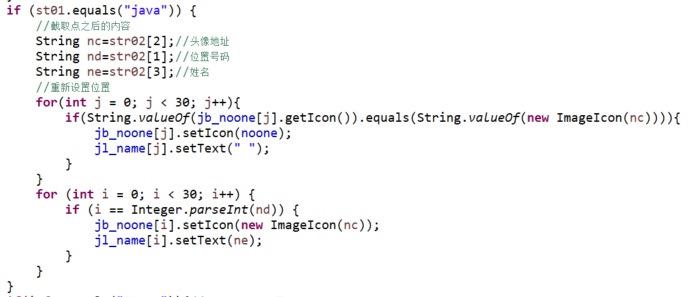 if (st01.equals("java")) {
//截取点之后的内容
String nc=str02[2];//头像地址
String nd=str02[1];//位置号码
String ne=str02[3];//姓名
//重新设置位置
for(int j = 0; j < 30; j++){
if(String.valueOf(jb_noone[j].getIcon()).equals(String.valueOf(new ImageIcon(nc)))){
jb_noone[j].setIcon(noone);
jl_name[j].setText(" ");
}
}
for (int i = 0; i < 30; i++) {
if (i == Integer.parseInt(nd)) {
jb_noone[i].setIcon(new ImageIcon(nc));
jl_name[i].setText(ne);
}
}
}